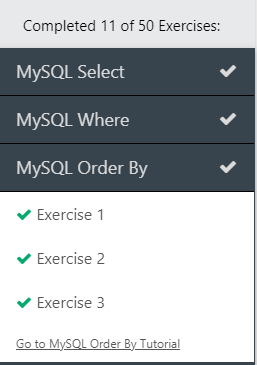 Completed 11 of 50 Exercises:
MySQL Select
MySQL Where
MySQL Order By
Exercise 1
Exercise 2
Exercise 3
Go to MySQL Order By Tutorial